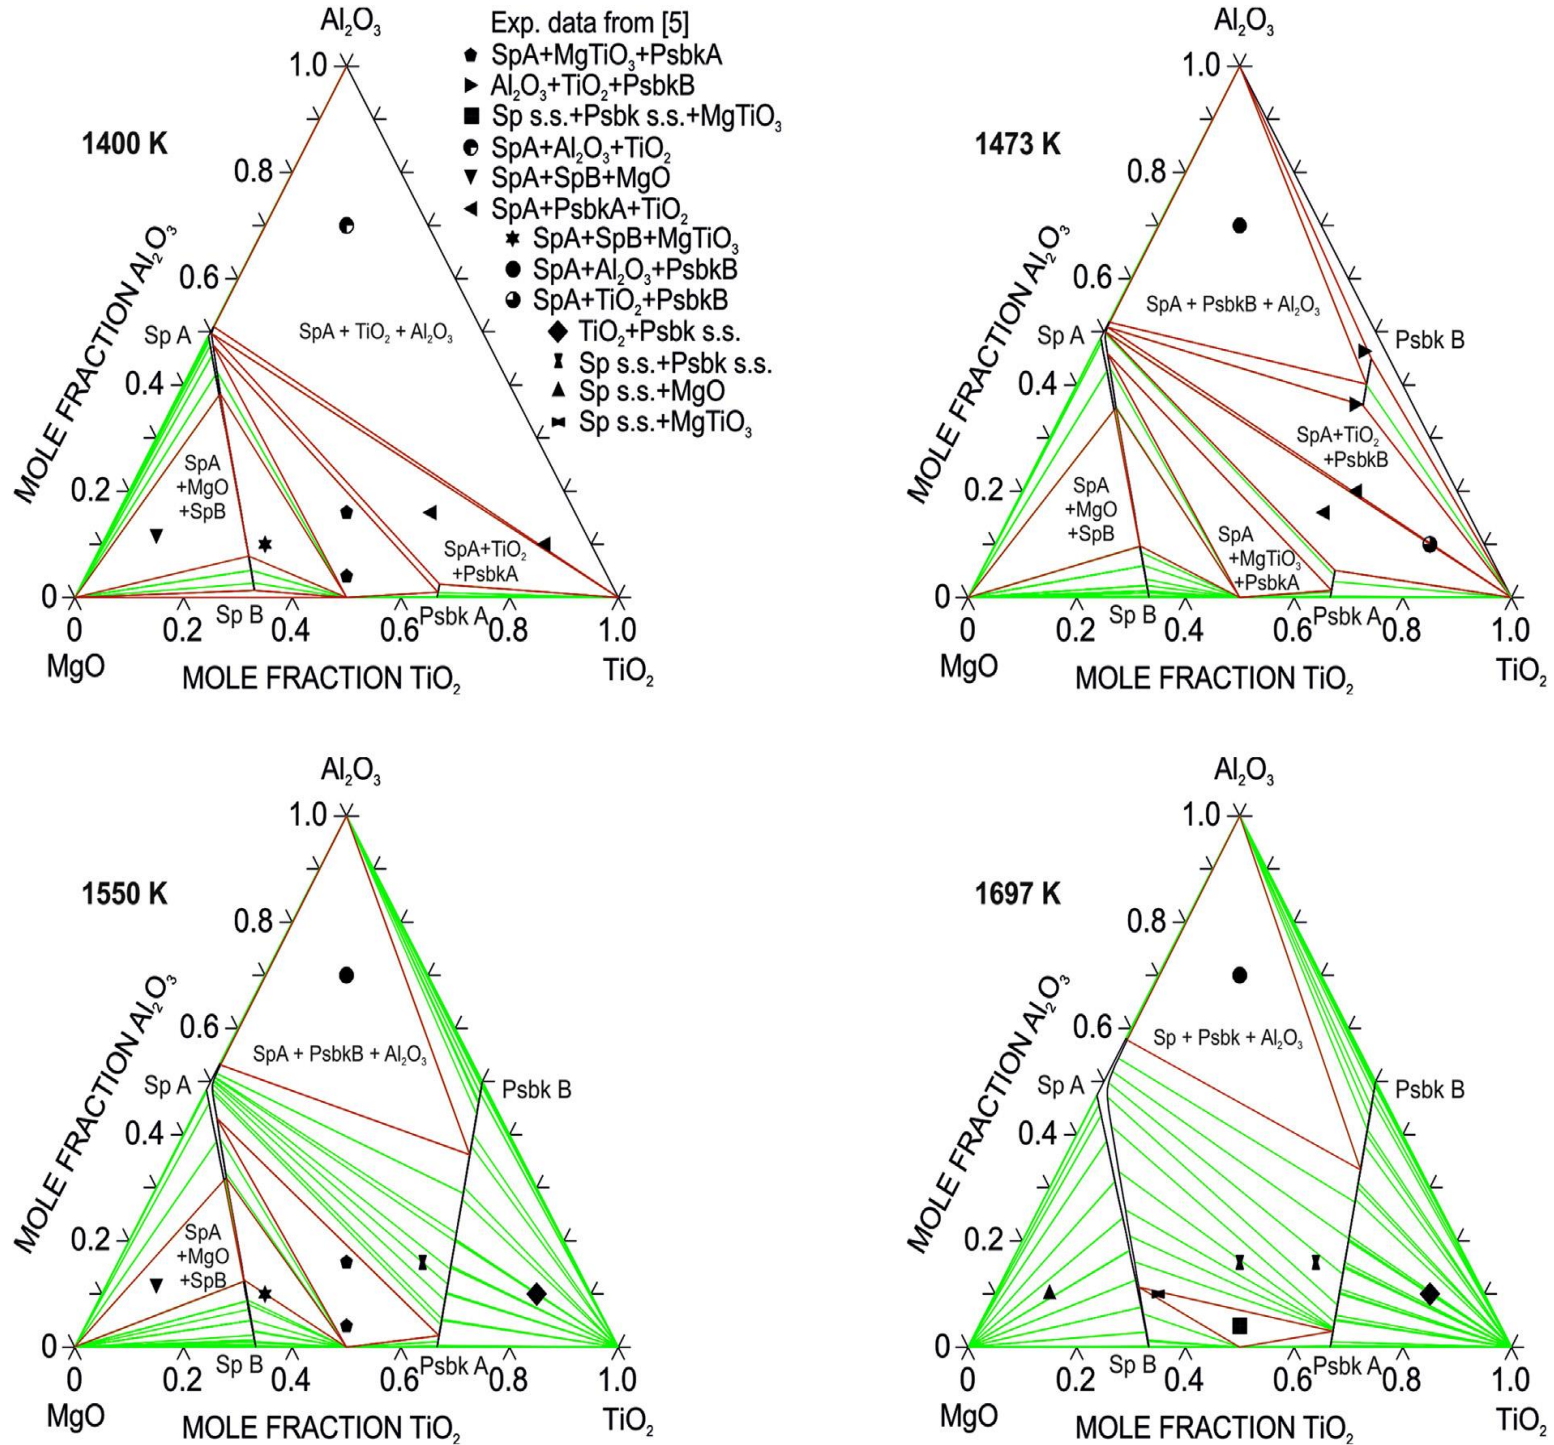 Al₂O₃
Exp. data from [5]
SpA+MgTiO₃+PsbkA
Al₂O₃+TiO₂+PsbkB
Sp s.s.+Psbk s.s.+MgTiO₃
SpA+Al₂O₃+TiO₂
SpA+SpB+MgO
SpA+PsbkA+TiO₂
SpA+SpB+MgTiO₃
SpA+Al₂O₃+PsbkB
SpA+TiO₂+PsbkB
TiO₂+Psbk s.s.
Sp s.s.+Psbk s.s.
Sp s.s.+MgO
Sp s.s.+MgTiO₃
1400 K
1.0
0.8
0.6
0.4
0.2
0
MOLE FRACTION Al₂O₃
Sp A
SpA + TiO₂ + Al₂O₃
SpA
+MgO
+SpB
SpA+TiO₂
+PsbkA
Sp B
Psbk A
0 0.2 0.4 0.6 0.8 1.0
MgO
TiO₂
MOLE FRACTION TiO₂
Al₂O₃
1473 K
1.0
0.8
0.6
0.4
0.2
0
MOLE FRACTION Al₂O₃
Sp A
SpA + PsbkB + Al₂O₃
Psbk B
SpA+TiO₂
+PsbkB
SpA
+MgO
+SpB
SpA
+MgTiO₃
+PsbkA
Sp B
Psbk A
0 0.2 0.4 0.6 0.8 1.0
MgO
TiO₂
MOLE FRACTION TiO₂
Al₂O₃
1550 K
1.0
0.8
0.6
0.4
0.2
0
MOLE FRACTION Al₂O₃
SpA + PsbkB + Al₂O₃
Sp A
Psbk B
SpA
+MgO
+SpB
Sp B
Psbk A
0 0.2 0.4 0.6 0.8 1.0
MgO
TiO₂
MOLE FRACTION TiO₂
Al₂O₃
1697 K
1.0
0.8
0.6
0.4
0.2
0
MOLE FRACTION Al₂O₃
Sp + Psbk + Al₂O₃
Sp A
Psbk B
Sp B
Psbk A
0 0.2 0.4 0.6 0.8 1.0
MgO
TiO₂
MOLE FRACTION TiO₂